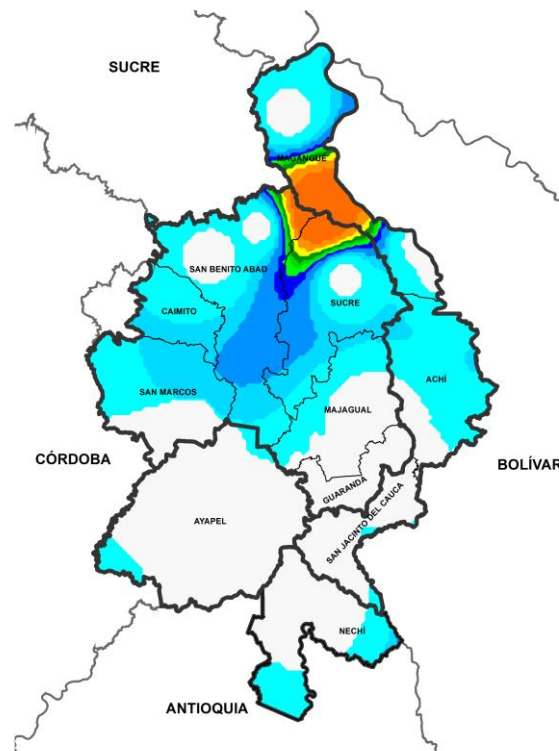 SUCRE
MAGANGUE
SAN BENITO ABAD
SUCRE
CAIMITO
ACHÍ
SAN MARCOS
MAJAGUAL
CÓRDOBA
BOLÍVAR
GUARANDA
AYAPEL
SAN JACINTO DEL CAUCA
NECHÍ
ANTIOQUIA